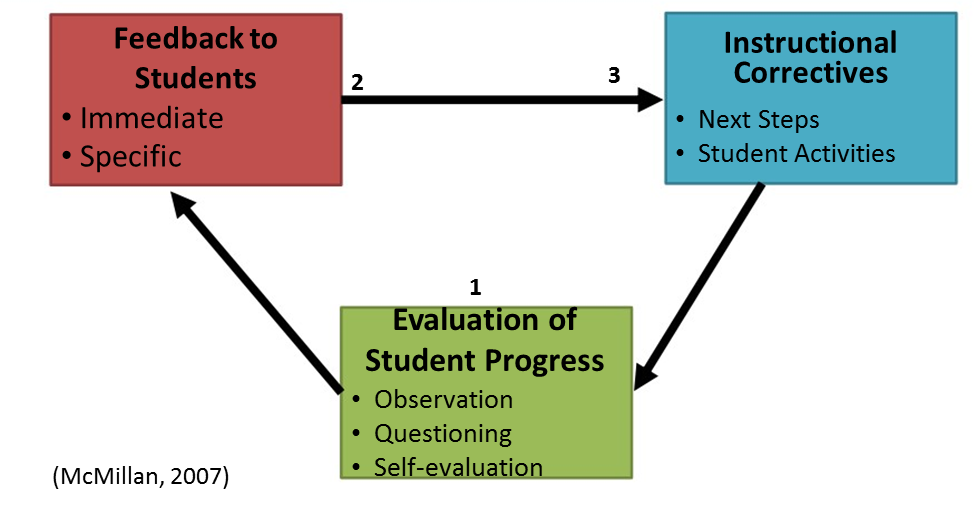 Feedback to
Students
• Immediate
• Specific
2
3
Instructional
Correctives
• Next Steps
• Student Activities
1
Evaluation of
Student Progress
• Observation
• Questioning
• Self-evaluation
(McMillan, 2007)